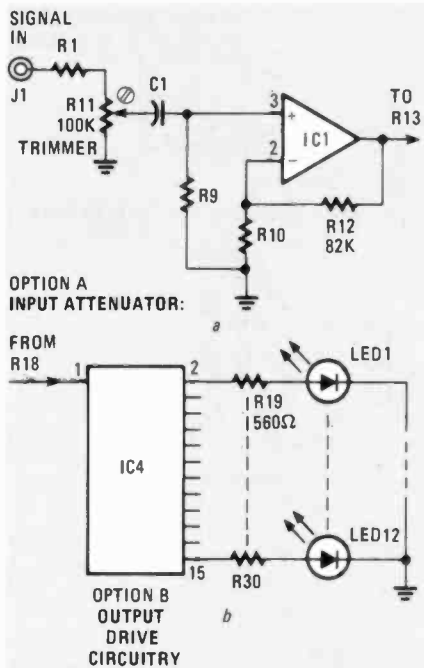 SIGNAL
IN
J1
R1
R11
100K
TRIMMER
C1
3
+
2
−
IC1
TO
R13
R9
R10
R12
82K
OPTION A
INPUT ATTENUATOR:
a
FROM
R18
1
2
IC4
15
R19
560Ω
LED1
LED12
R30
OPTION B
OUTPUT
DRIVE
CIRCUITRY
b